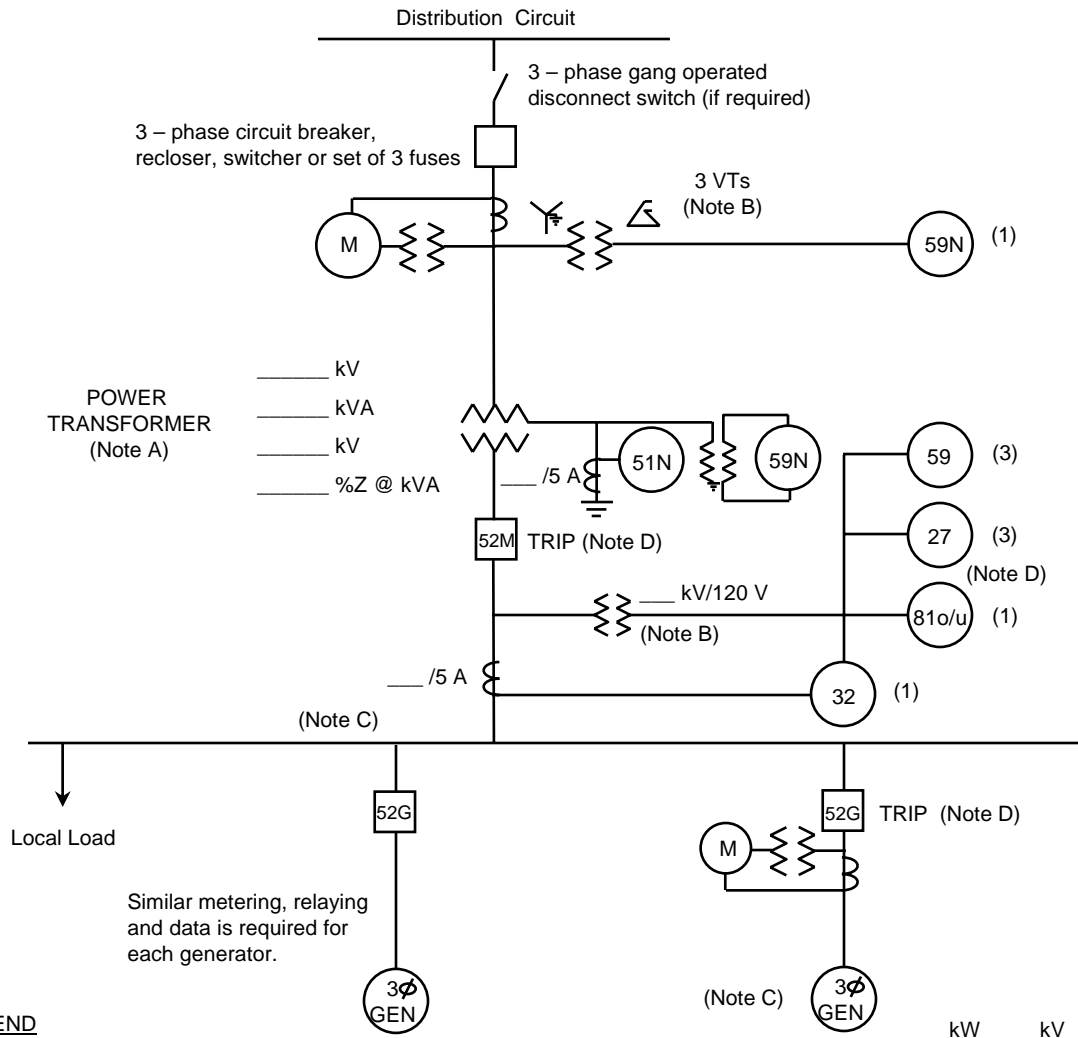 Distribution Circuit
3 – phase gang operated
disconnect switch (if required)
3 – phase circuit breaker,
recloser, switcher or set of 3 fuses
3 VTs
(Note B)
M
59N
(1)
______ kV
POWER
TRANSFORMER
(Note A)
______ kVA
______ kV
______ %Z @ kVA
___ /5 A
51N
59N
59
(3)
27
(3)
(Note D)
52M
TRIP (Note D)
___ kV/120 V
(Note B)
81o/u
(1)
___ /5 A
32
(1)
(Note C)
52G
52G
TRIP (Note D)
Local Load
M
Similar metering, relaying
and data is required for
each generator.
3ϕ
GEN
(Note C)
3ϕ
GEN
END
kW kV